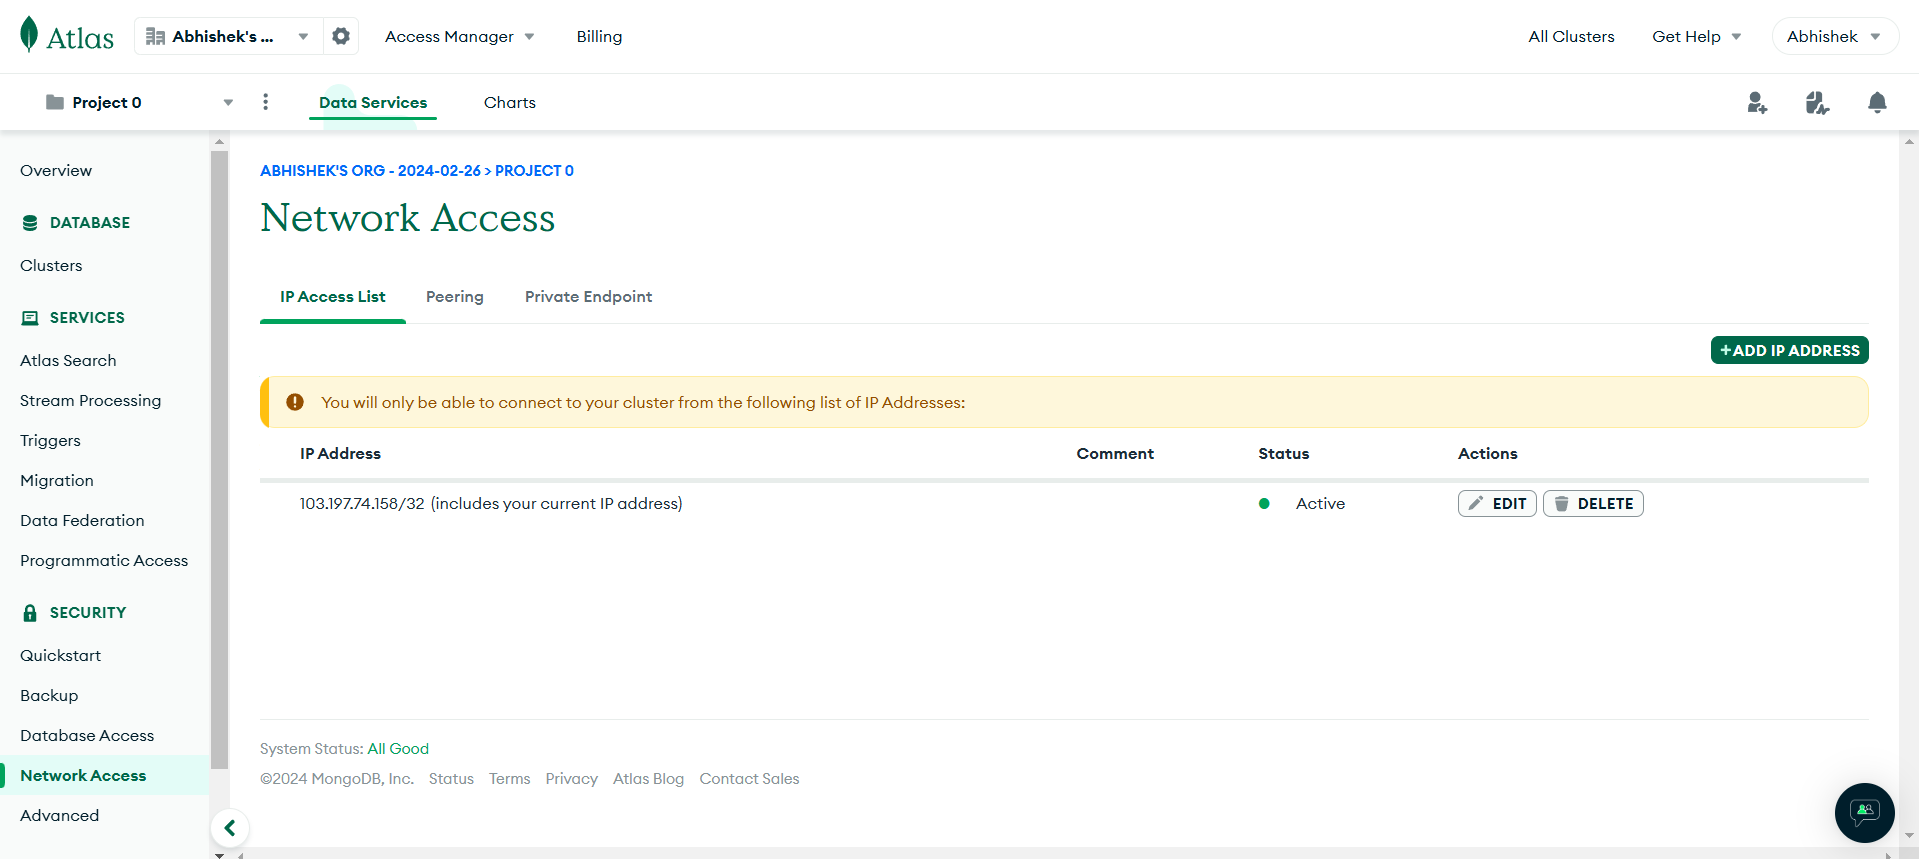 Atlas
Abhishek's ...
Access Manager
Billing
All Clusters
Get Help
Abhishek
Project 0
Data Services
Charts
Overview
DATABASE
Clusters
SERVICES
Atlas Search
Stream Processing
Triggers
Migration
Data Federation
Programmatic Access
SECURITY
Quickstart
Backup
Database Access
Network Access
Advanced
ABHISHEK'S ORG - 2024-02-26 > PROJECT 0
Network Access
IP Access List
Peering
Private Endpoint
+ADD IP ADDRESS
You will only be able to connect to your cluster from the following list of IP Addresses:
IP Address Comment Status Actions
103.197.74.158/32 (includes your current IP address) Active EDIT DELETE
System Status: All Good
©2024 MongoDB, Inc. Status Terms Privacy Atlas Blog Contact Sales